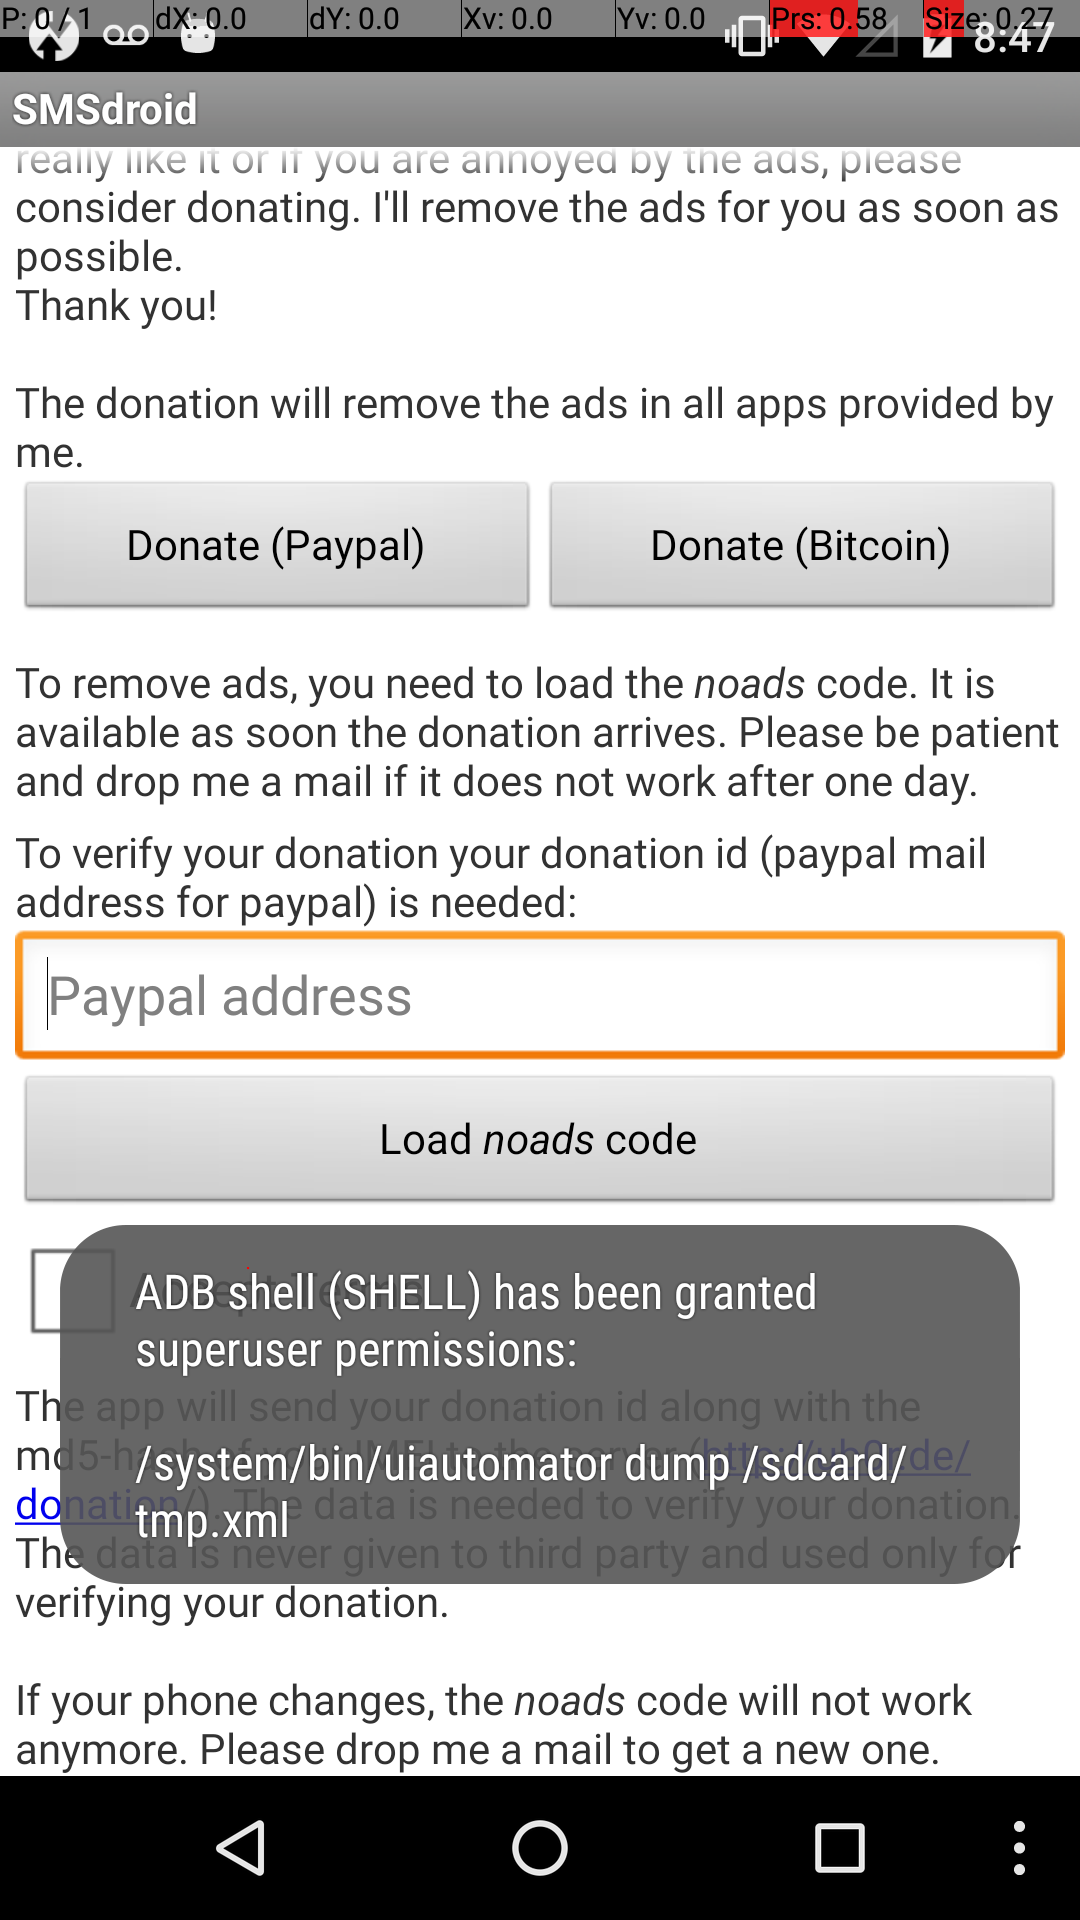 P: 0 / 1 dX: 0.0 dY: 0.0 Xv: 0.0 Yv: 0.0 Prs: 0.58 Size: 0.27
8:47
SMSdroid
really like it or if you are annoyed by the ads, please
consider donating. I'll remove the ads for you as soon as
possible.
Thank you!
The donation will remove the ads in all apps provided by
me.
Donate (Paypal) Donate (Bitcoin)
To remove ads, you need to load the noads code. It is
available as soon the donation arrives. Please be patient
and drop me a mail if it does not work after one day.
To verify your donation your donation id (paypal mail
address for paypal) is needed:
Paypal address
Load noads code
ADB shell (SHELL) has been granted
superuser permissions:
/system/bin/uiautomator dump /sdcard/
tmp.xml
The app will send your donation id along with the
md5-hash of your IMEI to the server (http://ub0r.de/
donation/). The data is needed to verify your donation.
The data is never given to third party and used only for
verifying your donation.
If your phone changes, the noads code will not work
anymore. Please drop me a mail to get a new one.